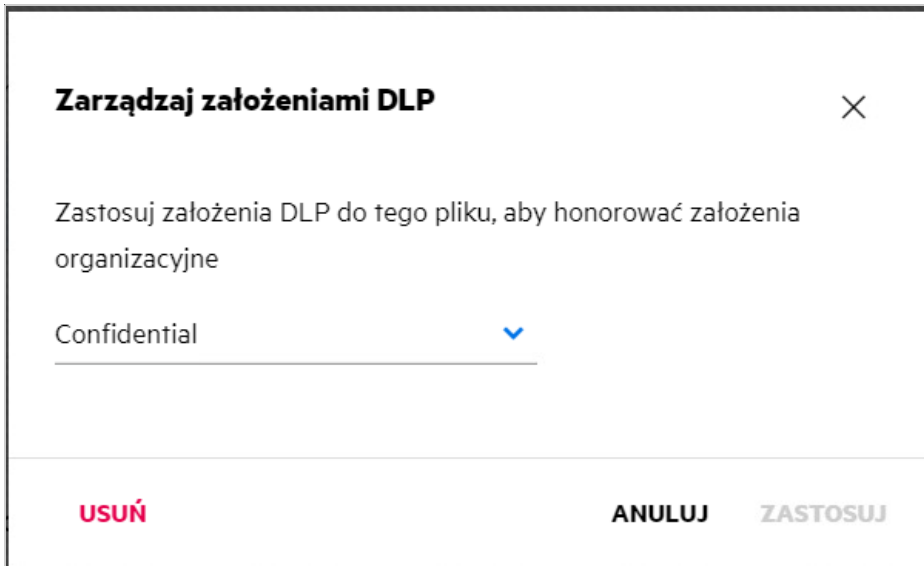 Zarządzaj założeniami DLP
Zastosuj założenia DLP do tego pliku, aby honorować założenia
organizacyjne
Confidential
USUŃ ANULUJ ZASTOSUJ